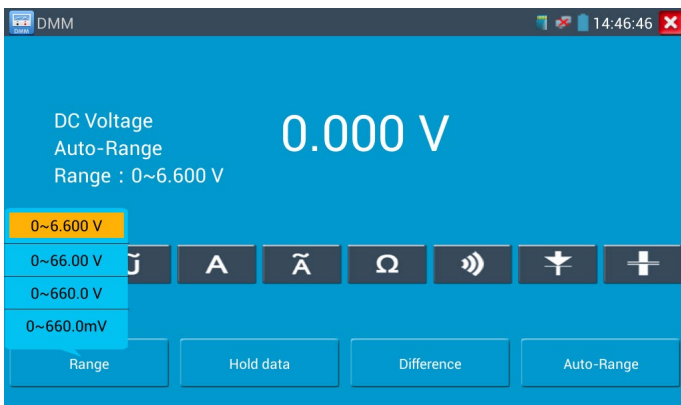 DMM
DMM
14:46:46
DC Voltage
Auto-Range
Range : 0~6.600 V
0.000 V
0~6.600 V
0~66.00 V
0~660.0 V
0~660.0mV
A
Ã
Ω
Range
Hold data
Difference
Auto-Range